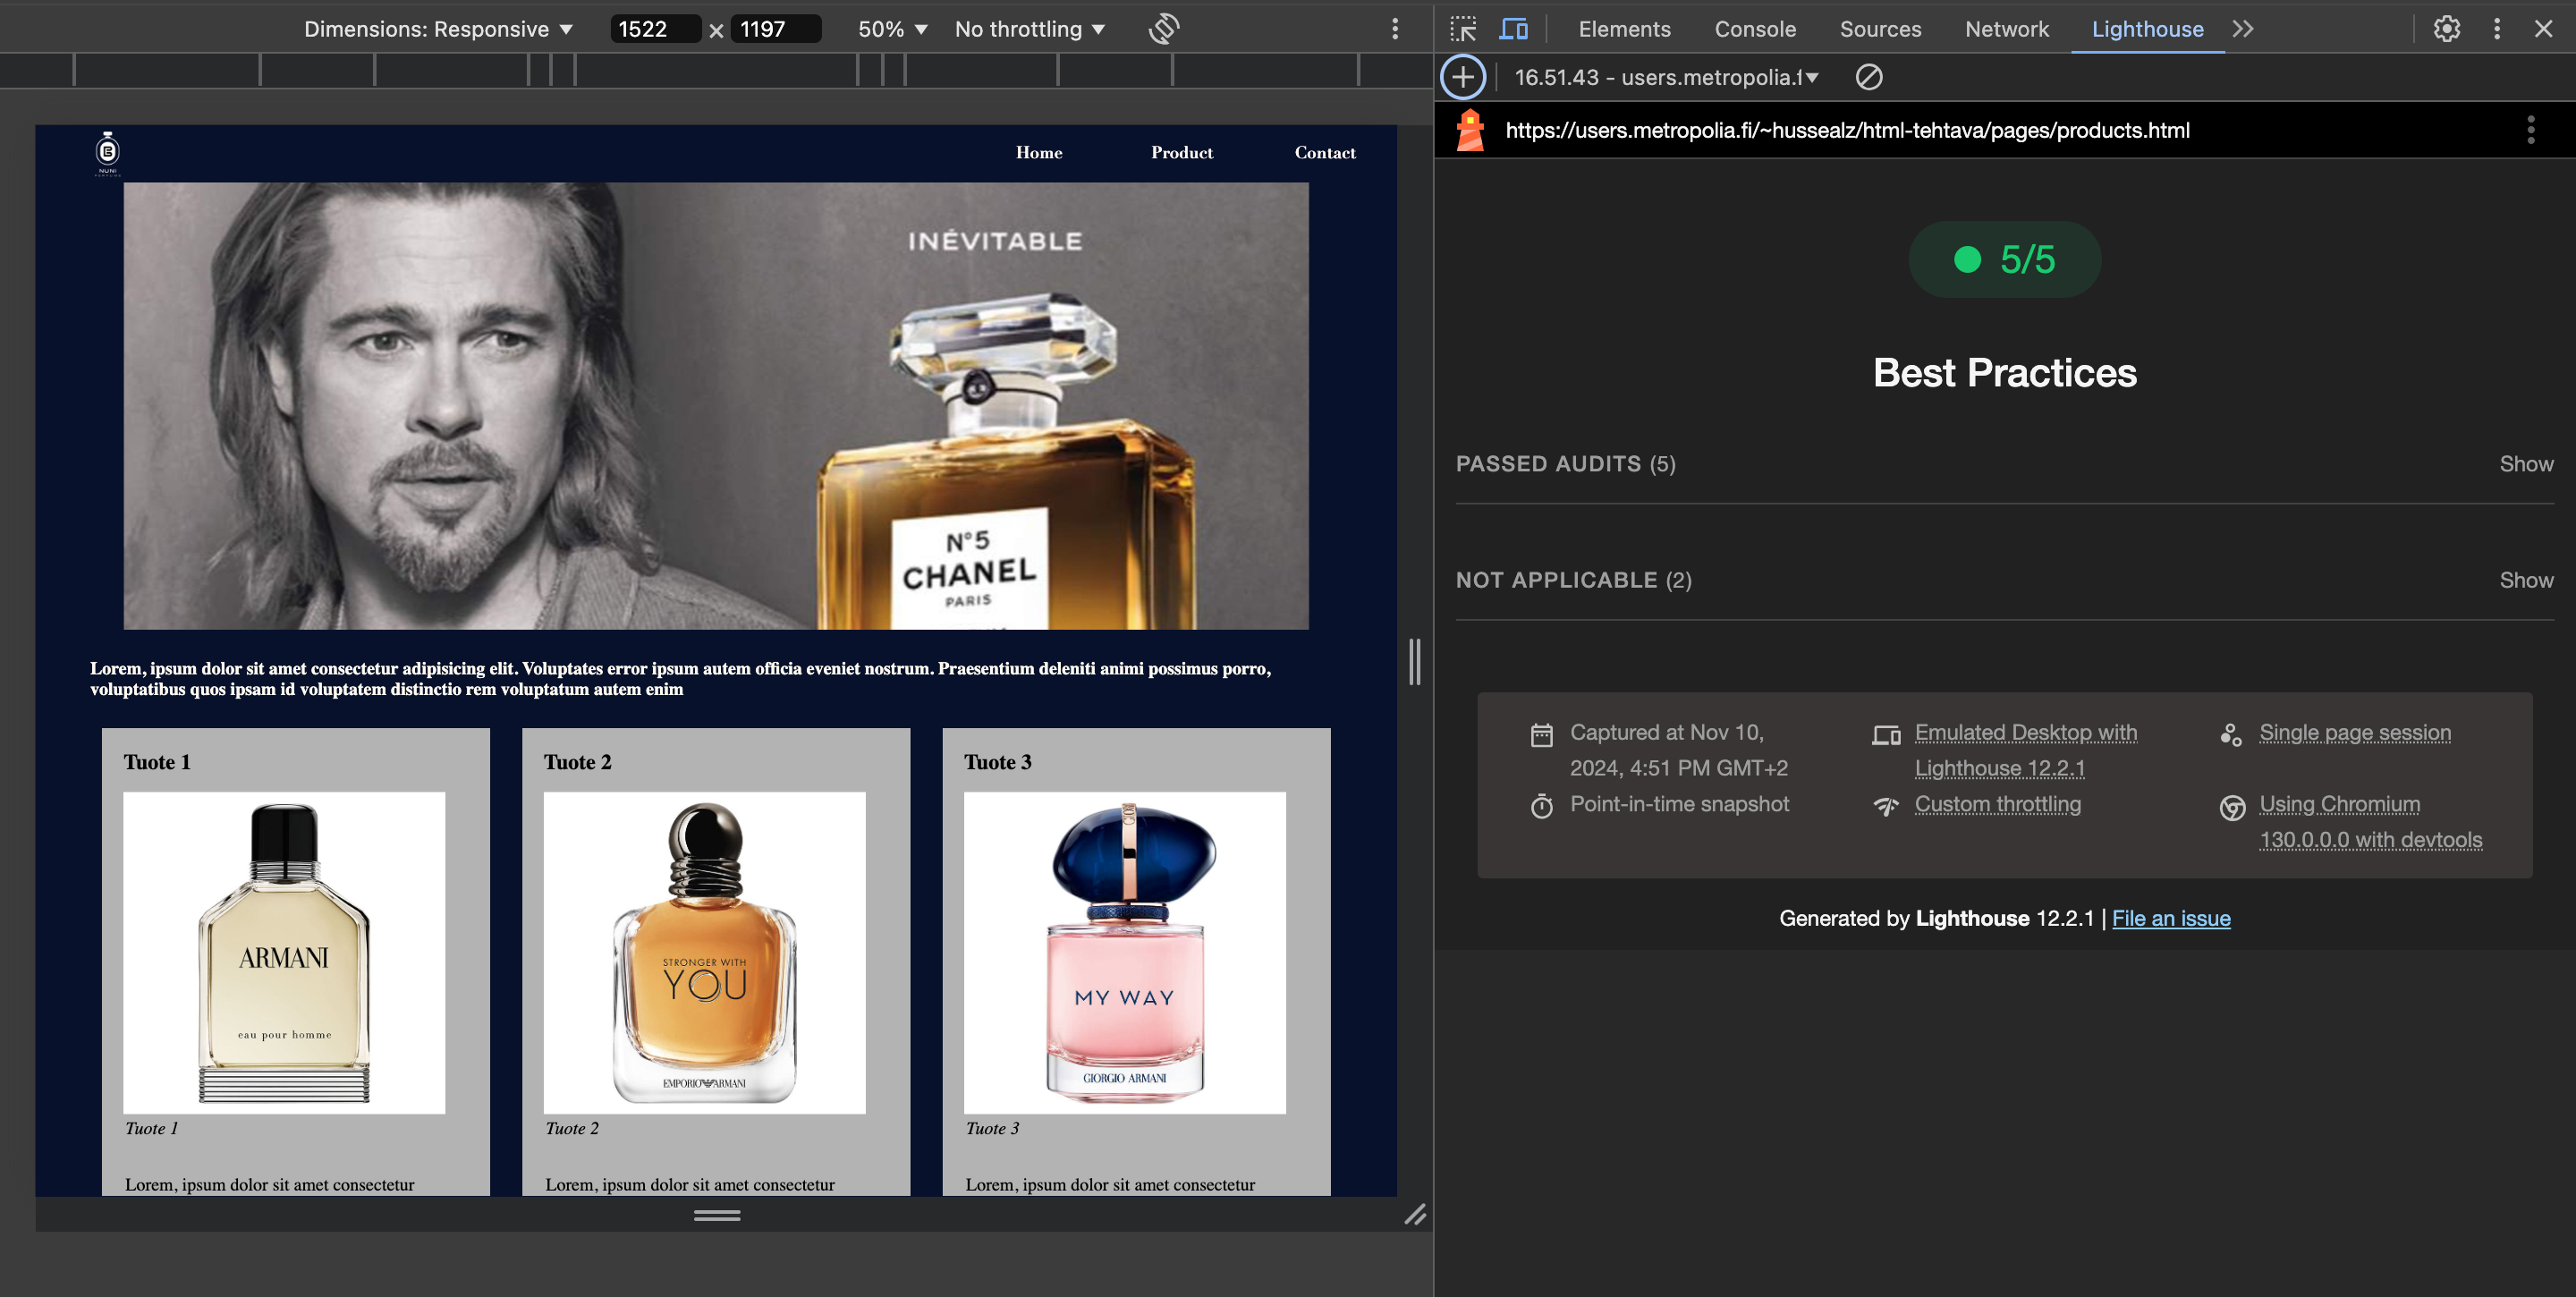 Dimensions: Responsive ▼ 1522 × 1197 50% ▼ No throttling ▼
Elements Console Sources Network Lighthouse
16.51.43 - users.metropolia.f▼
https://users.metropolia.fi/~hussealz/html-tehtava/pages/products.html
NUNI
Home Product Contact
INÉVITABLE
N°5
CHANEL
PARIS
Lorem, ipsum dolor sit amet consectetur adipisicing elit. Voluptates error ipsum autem officia eveniet nostrum. Praesentium deleniti animi possimus porro,
voluptatibus quos ipsam id voluptatem distinctio rem voluptatum autem enim
Tuote 1
ARMANI
eau pour homme
Tuote 1
Lorem, ipsum dolor sit amet consectetur
Tuote 2
STRONGER WITH
YOU
EMPORIO ARMANI
Tuote 2
Lorem, ipsum dolor sit amet consectetur
Tuote 3
MY WAY
GIORGIO ARMANI
Tuote 3
Lorem, ipsum dolor sit amet consectetur
5/5
Best Practices
PASSED AUDITS (5) Show
NOT APPLICABLE (2) Show
Captured at Nov 10,
2024, 4:51 PM GMT+2
Emulated Desktop with
Lighthouse 12.2.1
Single page session
Point-in-time snapshot
Custom throttling
Using Chromium
130.0.0.0 with devtools
Generated by Lighthouse 12.2.1 | File an issue